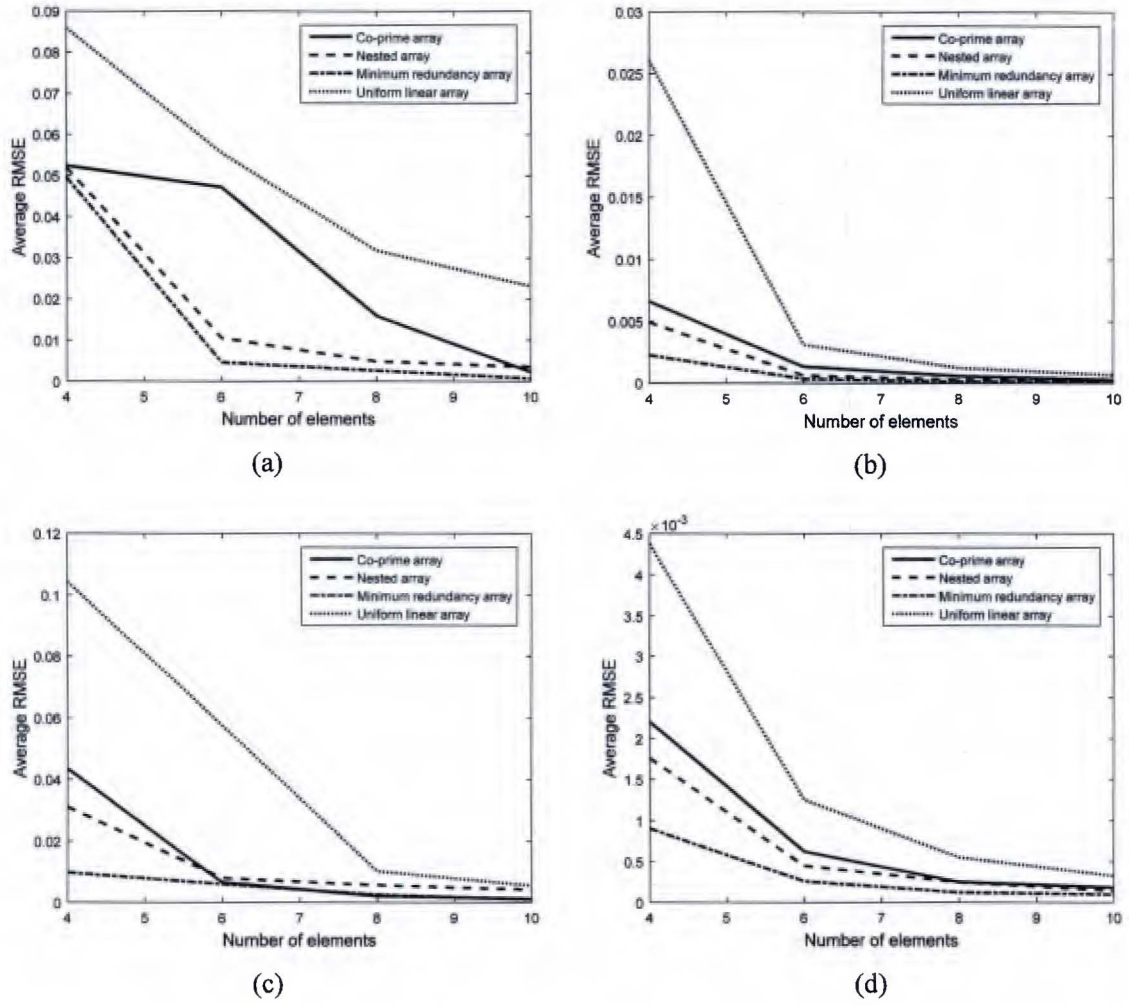 0.09
0.08
0.07
0.06
0.05
0.04
0.03
0.02
0.01
0
Average RMSE
Co-prime array
Nested array
Minimum redundancy array
Uniform linear array
4 5 6 7 8 9 10
Number of elements
(a)
0.03
0.025
0.02
0.015
0.01
0.005
0
Average RMSE
Co-prime array
Nested array
Minimum redundancy array
Uniform linear array
4 5 6 7 8 9 10
Number of elements
(b)
0.12
0.1
0.08
0.06
0.04
0.02
0
Average RMSE
Co-prime array
Nested array
Minimum redundancy array
Uniform linear array
4 5 6 7 8 9 10
Number of elements
(c)
×10⁻³
4.5
4
3.5
3
2.5
2
1.5
1
0.5
0
Average RMSE
Co-prime array
Nested array
Minimum redundancy array
Uniform linear array
4 5 6 7 8 9 10
Number of elements
(d)